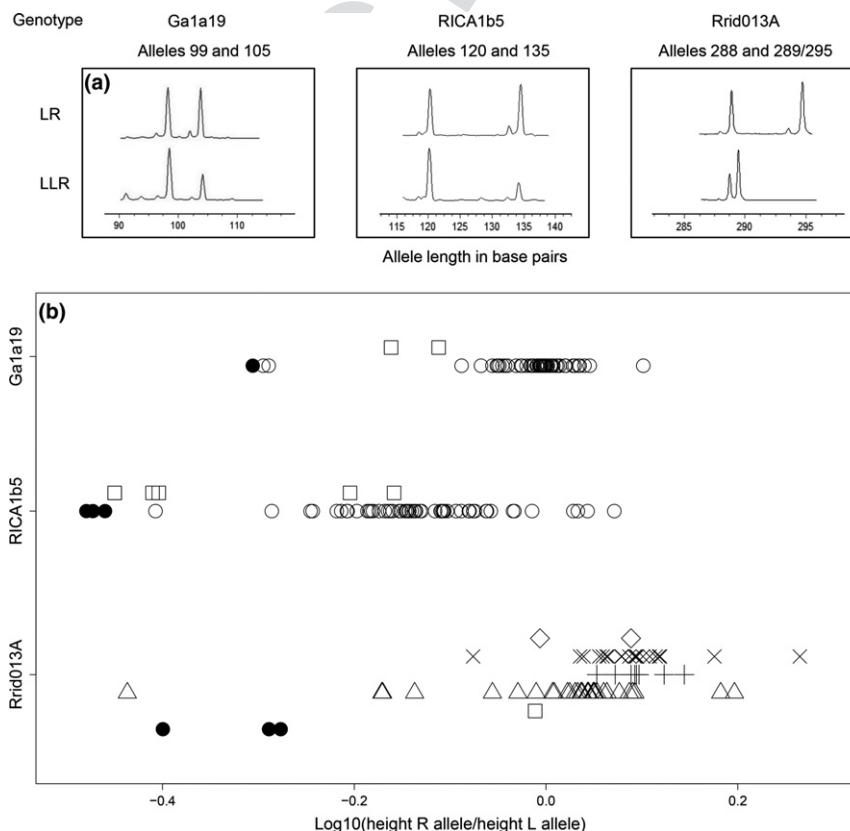 Genotype Ga1a19 RICA1b5 Rrid013A
Alleles 99 and 105 Alleles 120 and 135 Alleles 288 and 289/295
(a)
LR
LLR
90 100 110
115 120 125 130 135 140
285 290 295
Allele length in base pairs
(b)
Ga1a19
RICA1b5
Rrid013A
−0.4 −0.2 0.0 0.2
Log10(height R allele/height L allele)